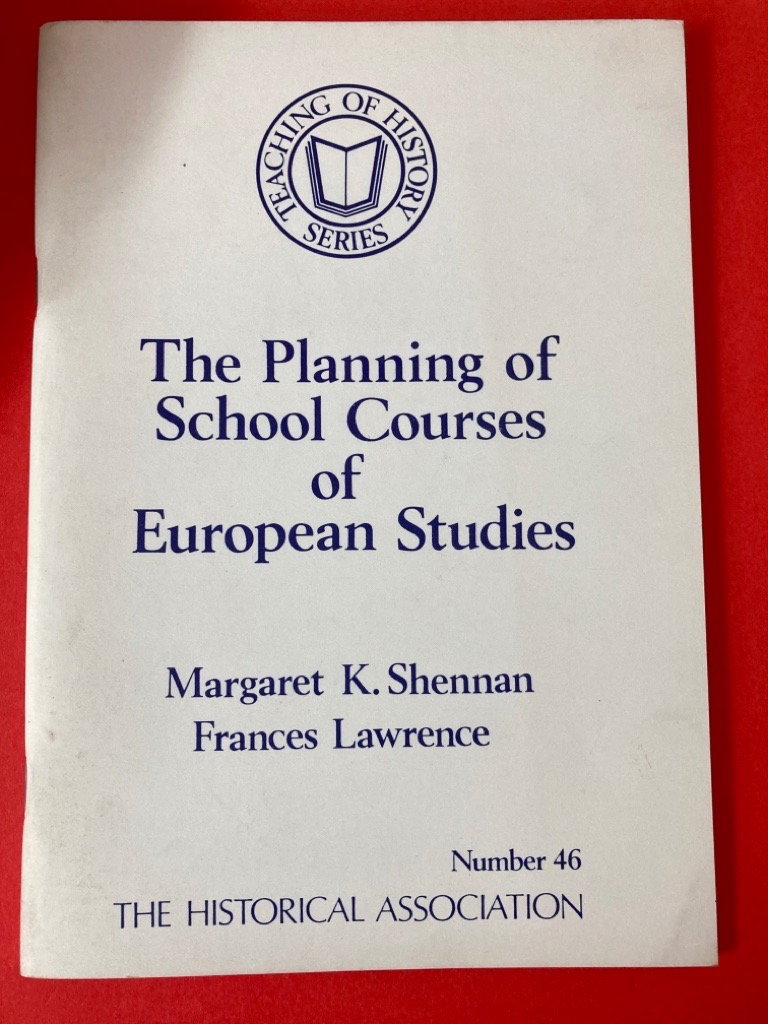 TEACHING OF HISTORY
SERIES
The Planning of
School Courses
of
European Studies
Margaret K. Shennan
Frances Lawrence
Number 46
THE HISTORICAL ASSOCIATION